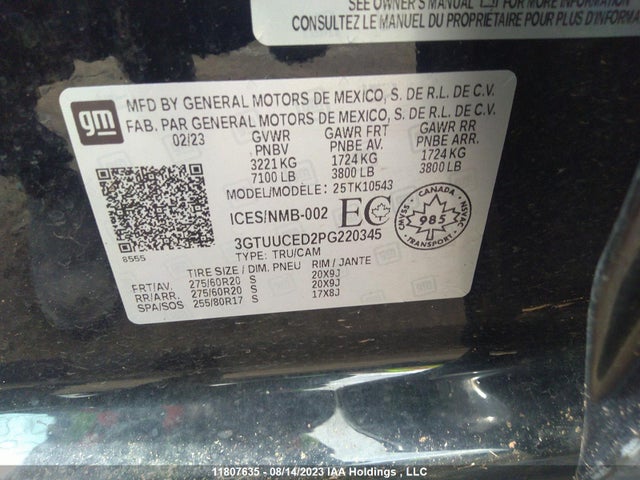 SEE OWNER'S MANUAL
CONSULTEZ LE MANUEL DU PROPRIÉTAIRE POUR PLUS D'INFORMATION
gm
MFD BY GENERAL MOTORS DE MEXICO, S. DE R.L. DE C.V.
FAB. PAR GENERAL MOTORS DE MEXICO, S. DE R.L. DE C.V.
02/23 GVWR GAWR FRT GAWR RR
PNBV PNBE AV. PNBE ARR.
3221 KG 1724 KG 1724 KG
7100 LB 3800 LB 3800 LB
MODEL/MODÈLE: 25TK10543
ICES/NMB-002 EC
CANADA CMVSS 985 NSVAC
3GTUUCED2PG220345
8555
TYPE: TRU/CAM
TIRE SIZE / DIM. PNEU RIM / JANTE
FRT/AV. 275/60R20 S 20X9J
RR/ARR. 275/60R20 S 20X9J
SPA/SOS 255/80R17 S 17X8J
11807635 - 08/14/2023 IAA Holdings , LLC